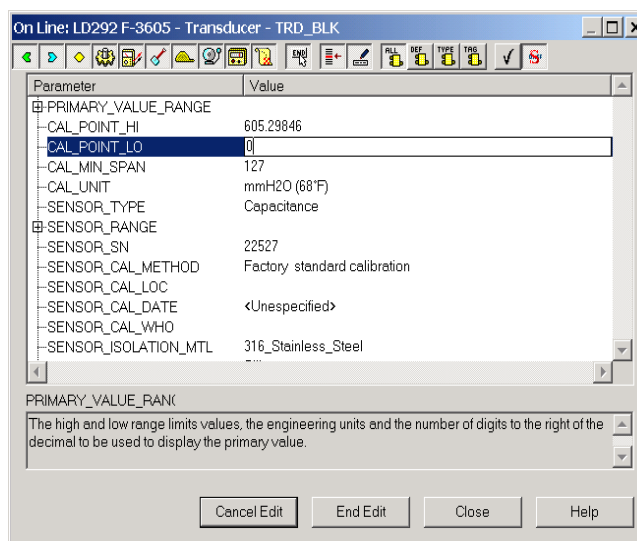 On Line: LD292 F-3605 - Transducer - TRD_BLK
END ALL DEF TYPE TAG
Parameter Value
PRIMARY_VALUE_RANGE
CAL_POINT_HI 605.29846
CAL_POINT_LO 0
CAL_MIN_SPAN 127
CAL_UNIT mmH2O (68°F)
SENSOR_TYPE Capacitance
SENSOR_RANGE
SENSOR_SN 22527
SENSOR_CAL_METHOD Factory standard calibration
SENSOR_CAL_LOC
SENSOR_CAL_DATE <Unspecified>
SENSOR_CAL_WHO
SENSOR_ISOLATION_MTL 316_Stainless_Steel
PRIMARY_VALUE_RAN(
The high and low range limits values, the engineering units and the number of digits to the right of the
decimal to be used to display the primary value.
Cancel Edit End Edit Close Help